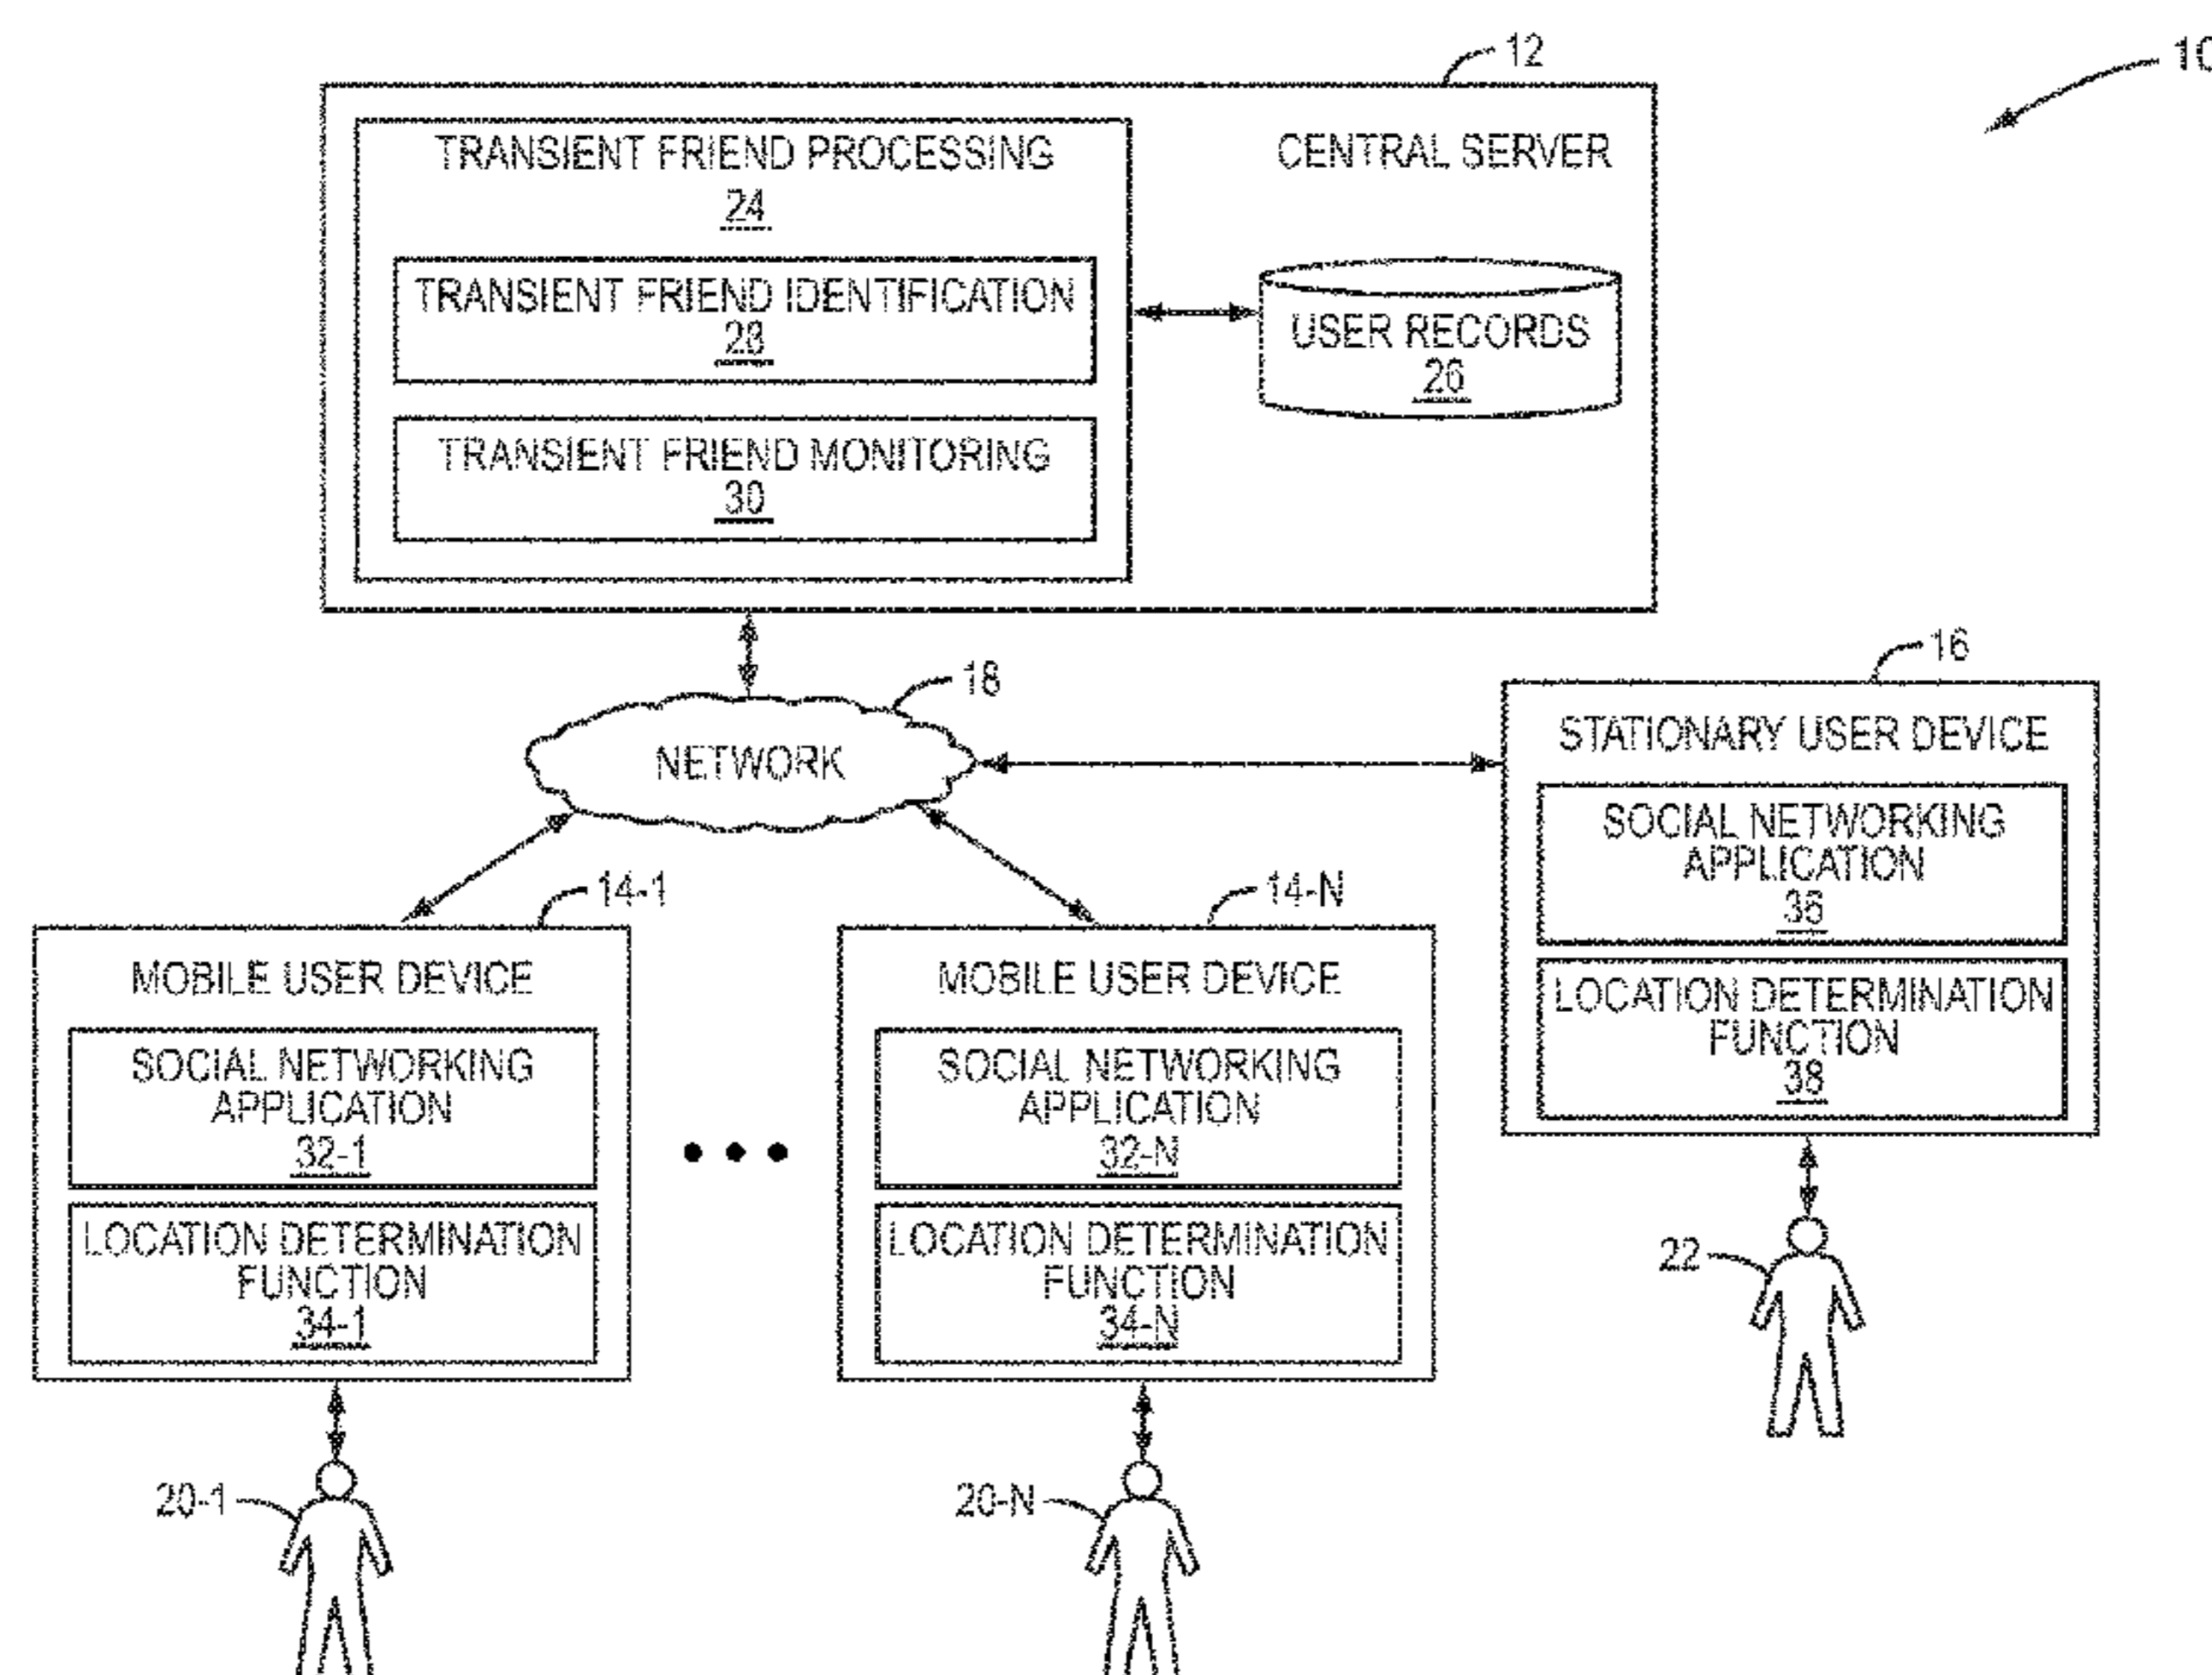 12
10
TRANSIENT FRIEND PROCESSING
24
CENTRAL SERVER
TRANSIENT FRIEND IDENTIFICATION
28
USER RECORDS
26
TRANSIENT FRIEND MONITORING
30
18
NETWORK
16
STATIONARY USER DEVICE
SOCIAL NETWORKING
APPLICATION
36
LOCATION DETERMINATION
FUNCTION
38
22
14-1
MOBILE USER DEVICE
SOCIAL NETWORKING
APPLICATION
32-1
LOCATION DETERMINATION
FUNCTION
34-1
20-1
14-N
MOBILE USER DEVICE
SOCIAL NETWORKING
APPLICATION
32-N
LOCATION DETERMINATION
FUNCTION
34-N
20-N